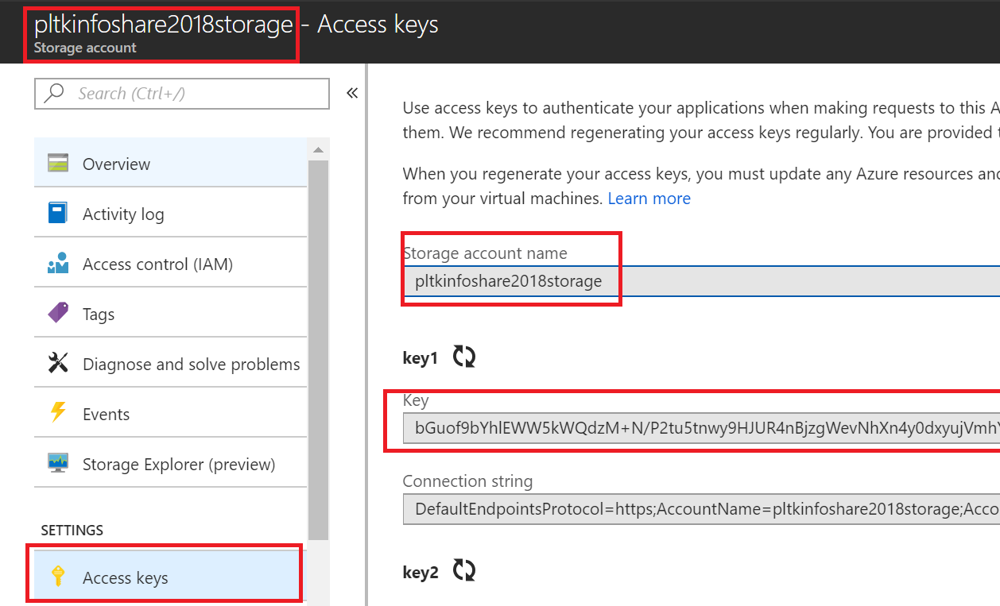 pltkinfoshare2018storage - Access keys
Storage account
Search (Ctrl+/)
«
Overview
Activity log
Access control (IAM)
Tags
Diagnose and solve problems
Events
Storage Explorer (preview)
SETTINGS
Access keys
Use access keys to authenticate your applications when making requests to this A
them. We recommend regenerating your access keys regularly. You are provided
When you regenerate your access keys, you must update any Azure resources and
from your virtual machines. Learn more
Storage account name
pltkinfoshare2018storage
key1
Key
bGuof9bYhlEWW5kWQdzM+N/P2tu5tnwy9HJUR4nBjzgWevNhXn4y0dxyujVmhY
Connection string
DefaultEndpointsProtocol=https;AccountName=pltkinfoshare2018storage;Acco
key2